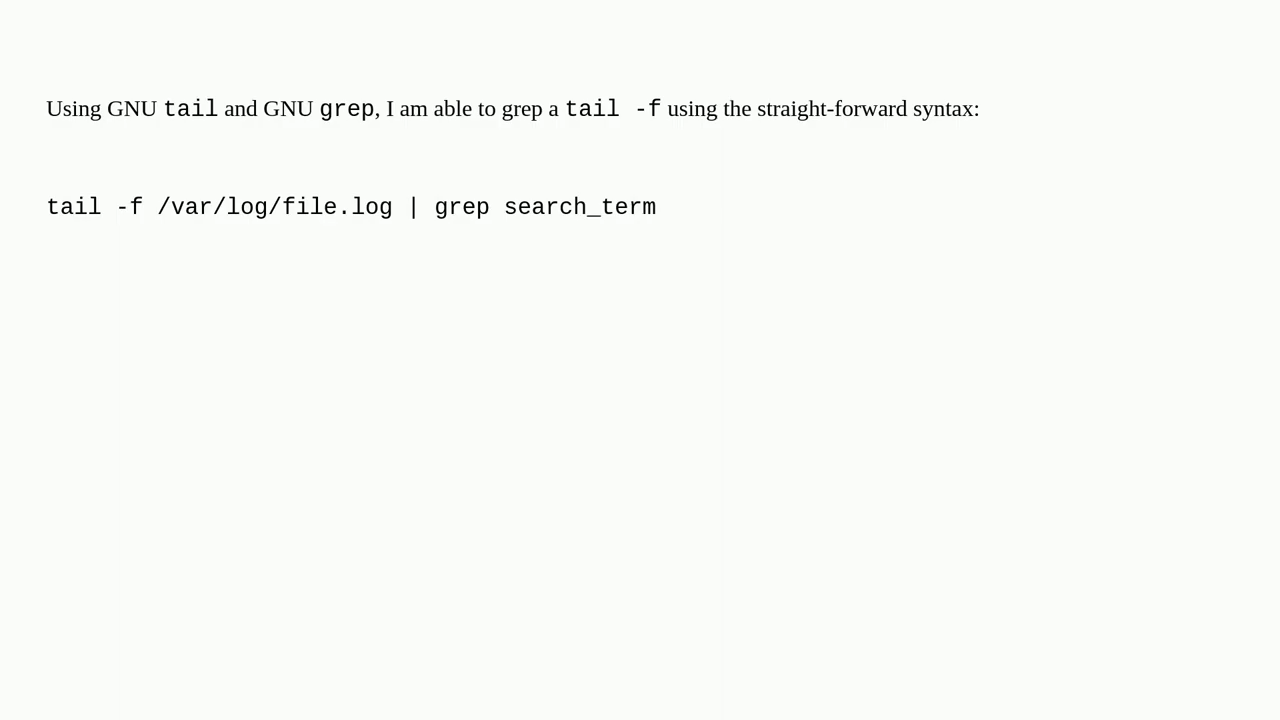 Using GNU tail and GNU grep, I am able to grep a tail -f using the straight-forward syntax:
tail -f /var/log/file.log | grep search_term